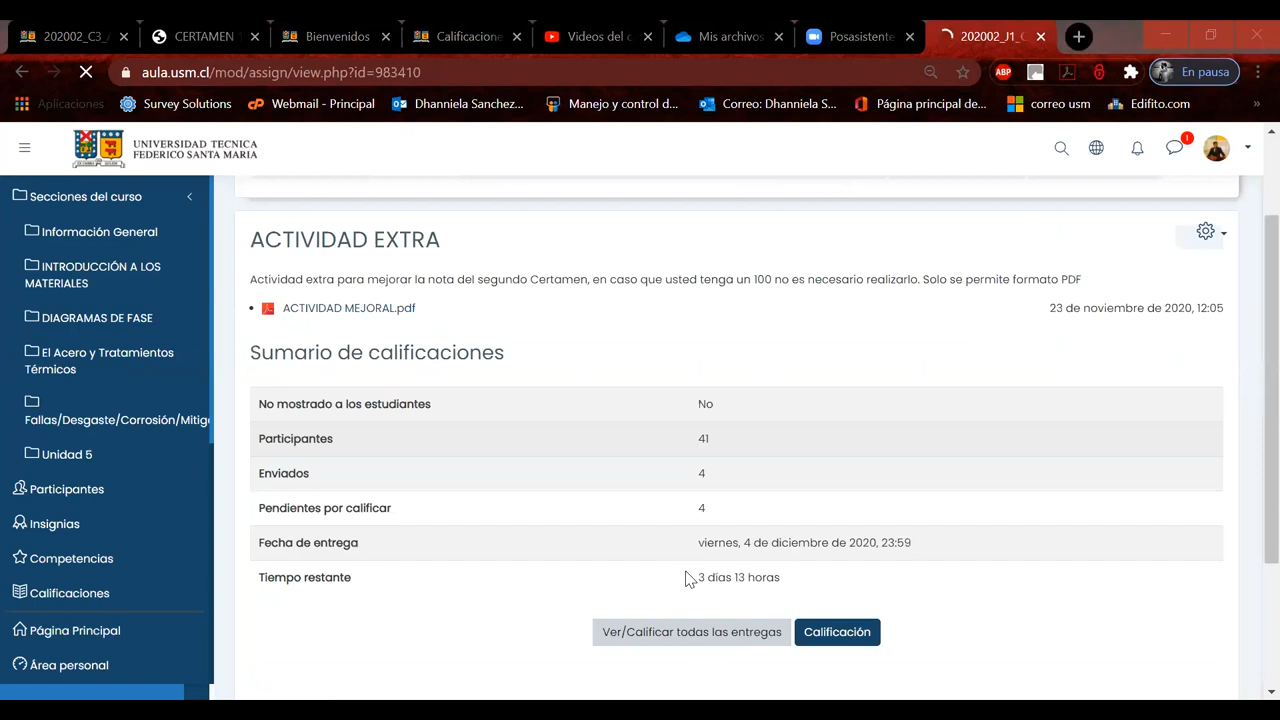 202002_C3_
CERTAMEN 1
Bienvenidos
Calificacione
Videos del c
Mis archivos
Posasistente
202002_J1_C
aula.usm.cl/mod/assign/view.php?id=983410
ABP
En pausa
Aplicaciones
Survey Solutions
Webmail - Principal
Dhanniela Sanchez...
Manejo y control d...
Correo: Dhanniela S...
Página principal de...
correo usm
Edifito.com
»
UNIVERSIDAD TECNICA
FEDERICO SANTA MARIA
1
Secciones del curso
Información General
INTRODUCCIÓN A LOS
MATERIALES
DIAGRAMAS DE FASE
El Acero y Tratamientos
Térmicos
Fallas/Desgaste/Corrosión/Mitig
Unidad 5
Participantes
Insignias
Competencias
Calificaciones
Página Principal
Área personal
ACTIVIDAD EXTRA
Actividad extra para mejorar la nota del segundo Certamen, en caso que usted tenga un 100 no es necesario realizarlo. Solo se permite formato PDF
ACTIVIDAD MEJORAL.pdf 23 de noviembre de 2020, 12:05
Sumario de calificaciones
No mostrado a los estudiantes No
Participantes 41
Enviados 4
Pendientes por calificar 4
Fecha de entrega viernes, 4 de diciembre de 2020, 23:59
Tiempo restante 3 días 13 horas
Ver/Calificar todas las entregas Calificación